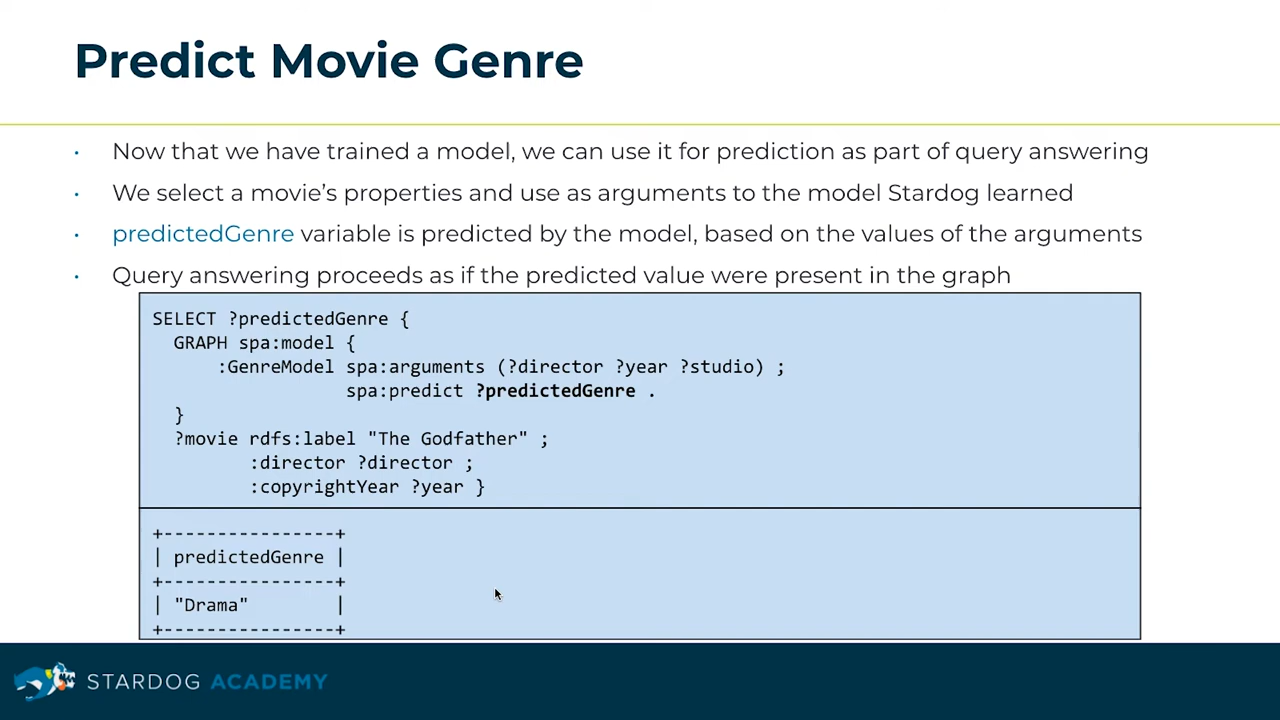 Predict Movie Genre
· Now that we have trained a model, we can use it for prediction as part of query answering
· We select a movie’s properties and use as arguments to the model Stardog learned
· predictedGenre variable is predicted by the model, based on the values of the arguments
· Query answering proceeds as if the predicted value were present in the graph
SELECT ?predictedGenre {
  GRAPH spa:model {
      :GenreModel spa:arguments (?director ?year ?studio) ;
                  spa:predict ?predictedGenre .
  }
  ?movie rdfs:label "The Godfather" ;
         :director ?director ;
         :copyrightYear ?year }
+----------------+
| predictedGenre |
+----------------+
| "Drama"        |
+----------------+
STARDOG ACADEMY